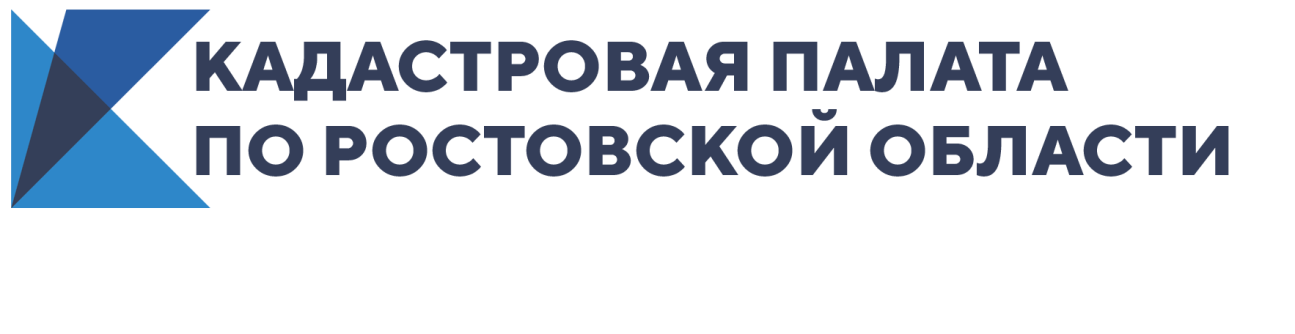 КАДАСТРОВАЯ ПАЛАТА
ПО РОСТОВСКОЙ ОБЛАСТИ